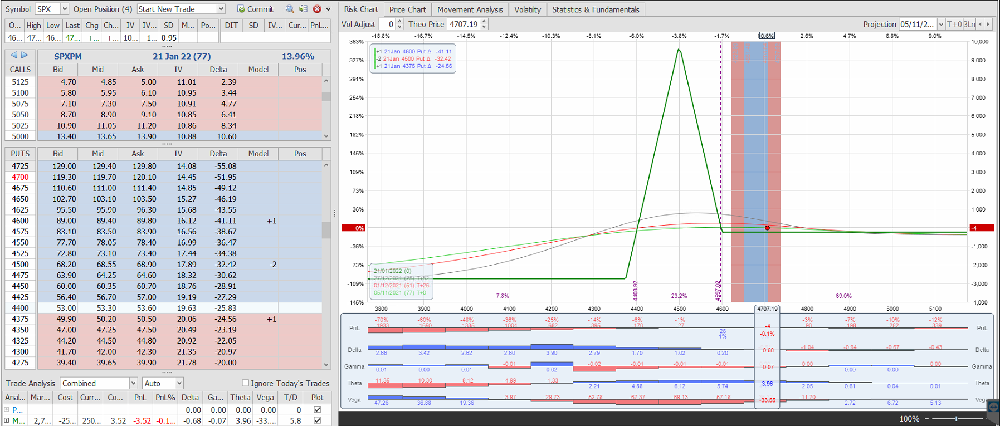 Symbol SPX Open Position (4) Start New Trade Commit
O... High Low Last Chg Ch... IV IV... SD M... Po... DIT SD IV... Cur... PnL...
46... 47... 46... 47... +... +... 10... -1... 0.95
SPXPM 21 Jan 22 (77) 13.96%
CALLS Bid Mid Ask IV Delta Model Pos
5125 4.70 4.85 5.00 11.01 2.39
5100 5.80 5.95 6.10 10.95 3.44
5075 7.10 7.30 7.50 10.91 4.77
5050 8.70 8.90 9.10 10.85 6.41
5025 10.90 11.05 11.20 10.86 8.34
5000 13.40 13.65 13.90 10.88 10.60
PUTS Bid Mid Ask IV Delta Model Pos
4725 129.00 129.40 129.80 14.08 -55.08
4700 119.30 119.70 120.10 14.45 -51.95
4675 110.60 111.00 111.40 14.85 -49.12
4650 102.70 103.10 103.50 15.27 -46.19
4625 95.50 95.90 96.30 15.68 -43.55
4600 89.00 89.40 89.80 16.12 -41.11 +1
4575 83.10 83.50 83.90 16.56 -38.67
4550 77.70 78.05 78.40 16.99 -36.47
4525 72.80 73.10 73.40 17.44 -34.38
4500 68.20 68.55 68.90 17.89 -32.42 -2
4475 63.90 64.25 64.60 18.32 -30.62
4450 60.00 60.35 60.70 18.76 -28.91
4425 56.40 56.70 57.00 19.19 -27.29
4400 53.00 53.30 53.60 19.63 -25.83
4375 49.90 50.20 50.50 20.06 -24.56 +1
4350 47.00 47.25 47.50 20.49 -23.19
4325 44.20 44.50 44.80 20.92 -22.05
4300 41.70 42.00 42.30 21.35 -20.97
4275 39.40 39.65 39.90 21.78 -20.00
Trade Analysis Combined Auto Ignore Today's Trades
Anal... Mar... Cost Curr... Co... PnL PnL% Delta Ga... Theta Vega T/D Plot
P... 0.00 0.00 0.00 0.00 0
M... 2,7... -25... 250... 3.52 -3.52 -0.1... -0.68 -0.07 3.96 -33.... 5.8
Risk Chart Price Chart Movement Analysis Volatility Statistics & Fundamentals
Vol Adjust 0 Theo Price 4707.19 Projection 05/11/2... T+0 3Ln
-18.8% -16.7% -14.5% -12.4% -10.3% -8.1% -6.0% -3.8% -1.7% 0.6% 2.6% 4.7% 6.8% 9.0%
363% 10,000
+1 21Jan 4600 Put Δ -41.11
-2 21Jan 4500 Put Δ -32.42
+1 21Jan 4375 Put Δ -24.56
327% 9,000
291% 8,000
254% 7,000
218% 6,000
182% 5,000
145% 4,000
109% 3,000
73% 2,000
36% 1,000
0% -4
-36% -1,000
-73% -2,000
-109% -3,000
-145% -4,000
21/01/2022 (0)
27/12/2021 (25) T+52
01/12/2021 (51) T+26
05/11/2021 (77) T+0
4403.92
4597.02
7.8% 23.2% 69.0%
3800 3900 4000 4100 4200 4300 4400 4500 4600 4707.19 4800 4900 5000 5100
-70% -60% -48% -36% -25% -14% -6% -1% -3% -7% -10% -12%
PnL -1933 -1650 -1335 -1004 -682 -395 -170 -27 26 -4 -90 -198 -282 -339 PnL
1% -0.1%
Delta 2.66 3.42 2.62 2.60 3.90 2.79 1.70 1.02 0.20 -0.68 -1.04 -0.94 -0.67 -0.43 Delta
Gamma 0.01 0.00 0.01 -0.01 0.02 -0.02 -0.01 -0.01 -0.01 -0.07 0.00 0.00 0.00 0.00 Gamma
Theta -11.35 -10.30 -8.12 -4.99 -1.33 2.21 4.88 6.12 5.74 3.96 2.05 0.61 0.04 0.01 Theta
Vega 47.26 36.88 19.36 -3.97 -29.73 -52.78 -67.37 -69.13 -57.18 -33.55 -11.70 2.72 6.72 5.13 Vega
100%